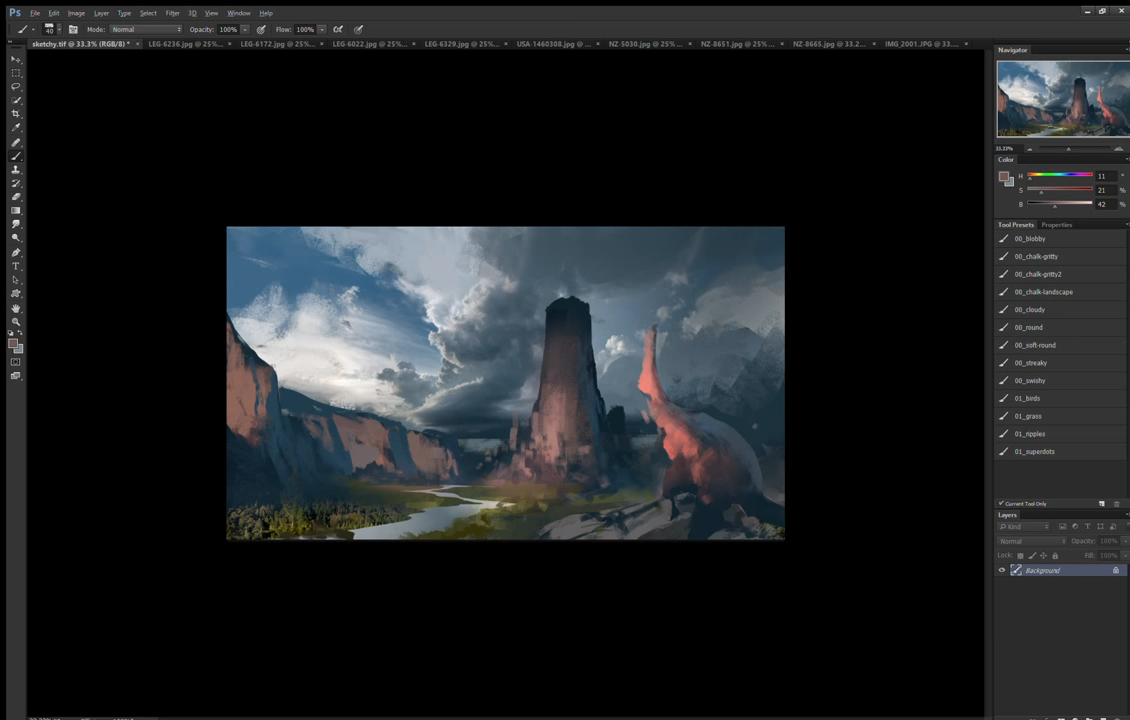 Ps File Edit Image Layer Type Select Filter 3D View Window Help
40 Mode: Normal Opacity: 100% Flow: 100%
sketchy.tif @ 33.3% (RGB/8) * × LEG-6236.jpg @ 25%... × LEG-6172.jpg @ 25%... × LEG-6022.jpg @ 25%... × LEG-6329.jpg @ 25%... × USA-1460308.jpg @ ... × NZ-5030.jpg @ 25%... × NZ-8651.jpg @ 25%... × NZ-8665.jpg @ 33.2... × IMG_2001.JPG @ 33.... ×
Navigator
33.33%
Color
H 11 °
S 21 %
B 42 %
Tool Presets Properties
00_blobby
00_chalk-gritty
00_chalk-gritty2
00_chalk-landscape
00_cloudy
00_round
00_soft-round
00_streaky
00_swishy
01_birds
01_grass
01_ripples
01_superdots
Current Tool Only
Layers
Kind
Normal Opacity: 100%
Lock: Fill: 100%
Background